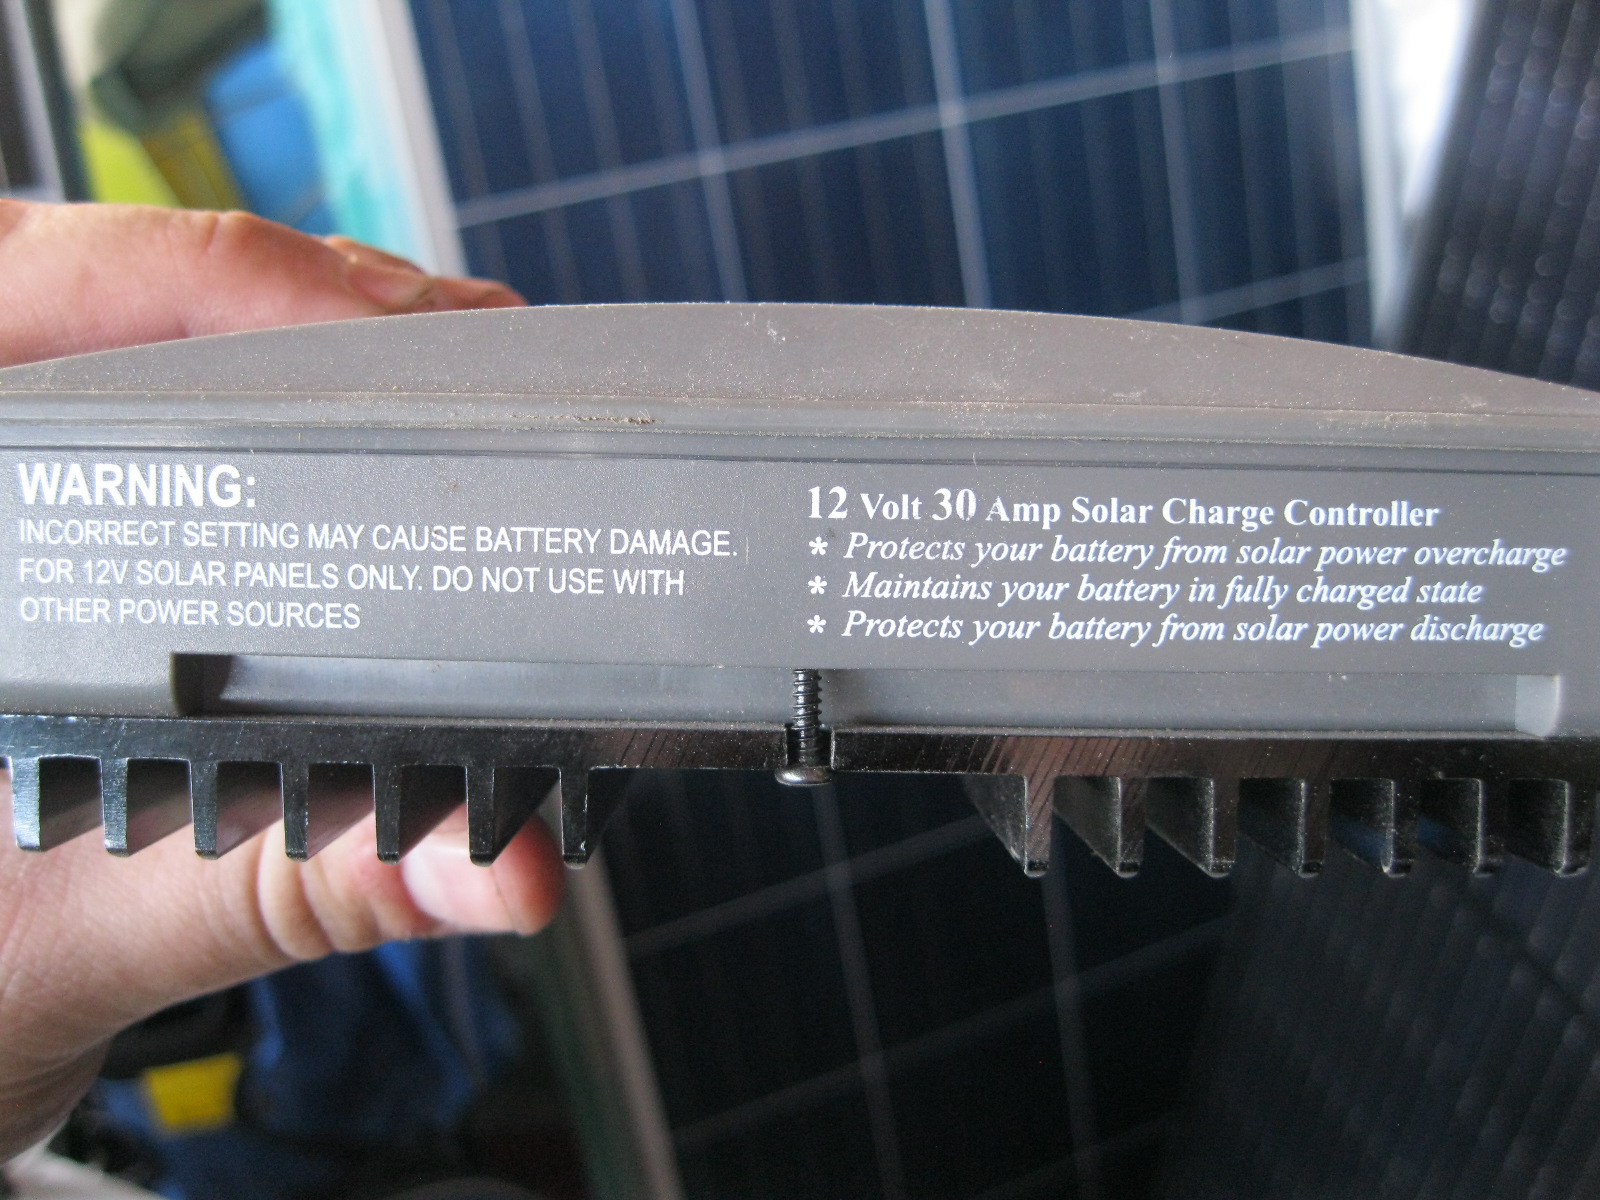 WARNING:
INCORRECT SETTING MAY CAUSE BATTERY DAMAGE.
FOR 12V SOLAR PANELS ONLY. DO NOT USE WITH
OTHER POWER SOURCES
12 Volt 30 Amp Solar Charge Controller
* Protects your battery from solar power overcharge
* Maintains your battery in fully charged state
* Protects your battery from solar power discharge